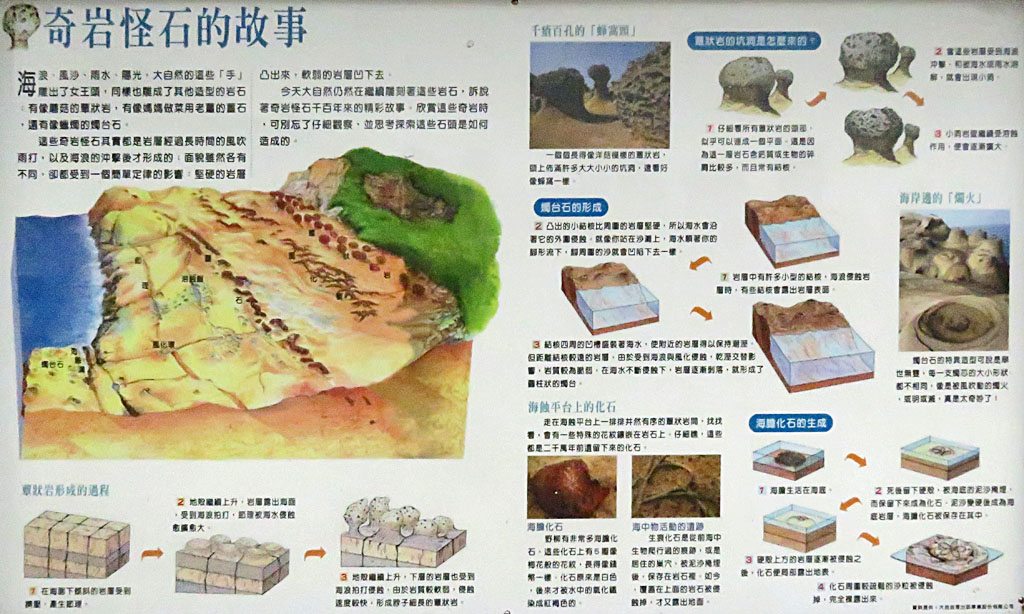 奇岩怪石的故事
海浪、風沙、雨水、陽光，大自然的這些「手」
雕出了女王頭，同樣也雕成了其他造型的岩石
：有像蘑菇的蕈狀岩，有像媽媽做菜用老薑的薑石
，還有像蠟燭的燭台石。
這些奇岩怪石其實都是岩層經過長時間的風吹
雨打，以及海浪的沖擊後才形成的；面貌雖然各有
不同，卻都受到一個簡單定律的影響：堅硬的岩層
凸出來，軟弱的岩層凹下去。
今天大自然仍然在繼續雕刻著這些岩石，訴說
著奇岩怪石千百年來的精彩故事。欣賞這些奇岩時
，可別忘了仔細觀察，並思考探索這些石頭是如何
造成的。
蕈狀岩
薑石
風化環
海蝕溝
燭台石
蕈狀岩形成的過程
1 在海面下傾斜的岩層受到
擠壓，產生節理。
2 地殼繼續上升，岩層露出海面
，受到海浪拍打，節理被海水侵蝕
愈擴愈大。
3 地殼繼續上升，下層的岩層也受到
海浪拍打侵蝕。由於岩質較軟弱，侵蝕
速度較快，形成脖子細長的蕈狀岩。
千瘡百孔的「蜂窩頭」
一個個長得像洋菇模樣的蕈狀岩，
頭上佈滿許多大大小小的坑洞，遠看好
像蜂窩一樣。
蕈狀岩的坑洞是怎麼來的。
1 仔細看所有蕈狀岩的頭部，
似乎可以連成一個平面。這是因
為這一層岩石含鈣質或生物的碎
屑比較多，而且常有結核。
2 當這些岩層受到海浪
沖擊，和被海水或雨水溶
解，就會出現小洞。
3 小洞若是繼續受溶蝕
作用，便會逐漸擴大。
燭台石的形成
2 凸出的小結核比周圍的岩層堅硬，所以海水會沿
著它的外圍侵蝕。就像你站在沙灘上，海水順著你的
腳形流下，腳周圍的沙就會凹陷下去一樣。
1 岩層中有許多小型的結核，海浪侵蝕岩
層時，有些結核會露出岩層表面。
3 結核四周的凹槽盛裝著海水，使附近的岩層得以保持潮溼。
但距離結核較遠的岩層，由於受到海浪與風化侵蝕，乾溼交替影
響，岩質較為脆弱。在海水不斷侵蝕下，岩層逐漸剝落，就形成了
圓柱狀的燭台。
海岸邊的「燭火」
燭台石的特異造型可說是舉
世無雙，每一支燭芯的大小形狀
都不相同，像是被風吹動的燭火
，或明或滅，真是太奇妙了！
海蝕平台上的化石
走在海蝕平台上一排排井然有序的蕈狀岩間，找找
看，會有一些特殊的花紋鑲嵌在岩石上。仔細瞧，這些
都是二千萬年前遺留下來的化石。
海膽化石
野柳有非常多海膽化
石，這些化石上有5瓣像
梅花般的花紋，長得像錢
幣一樣。化石原來是白色
，後來才被水中的氧化鐵
染成紅褐色的。
海中物活動的遺跡
生痕化石是從前海中
生物爬行過的痕跡，或是
居住的巢穴，被泥沙掩埋
後，保存在岩石裡。如今
，覆蓋在上面的岩石被侵
蝕掉，才又露出地面。
海膽化石的生成
1 海膽生活在海底。
2 死後留下硬殼，被海底的泥沙掩埋，
而保留下來成為化石。泥沙變硬後成為海
底岩層，海膽化石被保存在其中。
3 硬殼上方的岩層逐漸被侵蝕之
後，化石便局部露出地表。
4 化石周圍較疏鬆的沙粒被侵蝕
掉，完全裸露出來。